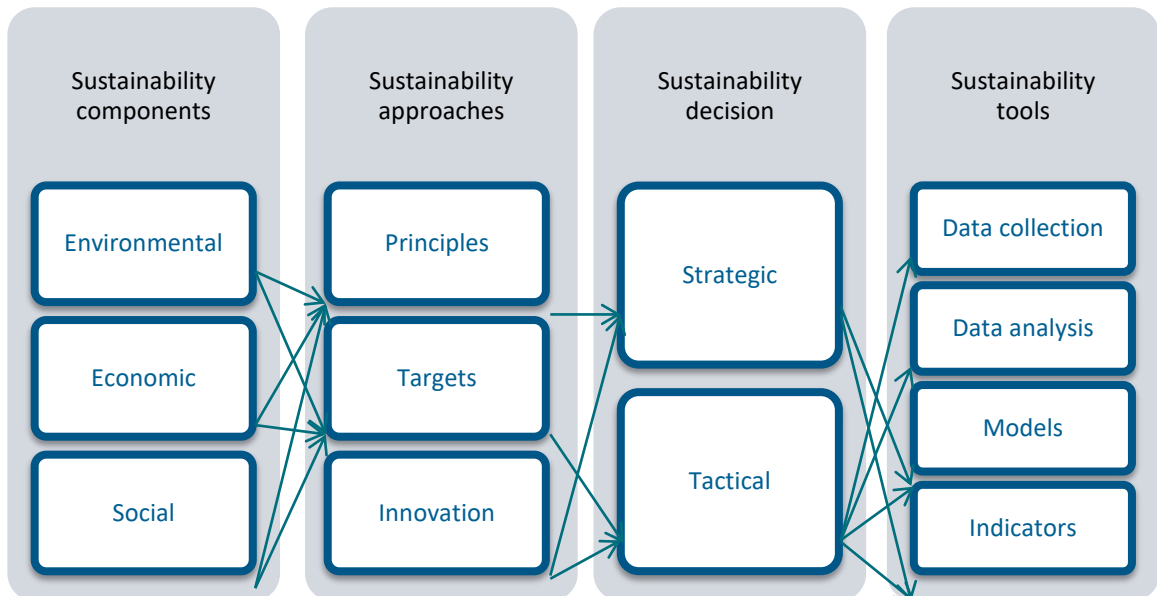 Sustainability
components
Environmental
Economic
Social
Sustainability
approaches
Principles
Targets
Innovation
Sustainability
decision
Strategic
Tactical
Sustainability
tools
Data collection
Data analysis
Models
Indicators